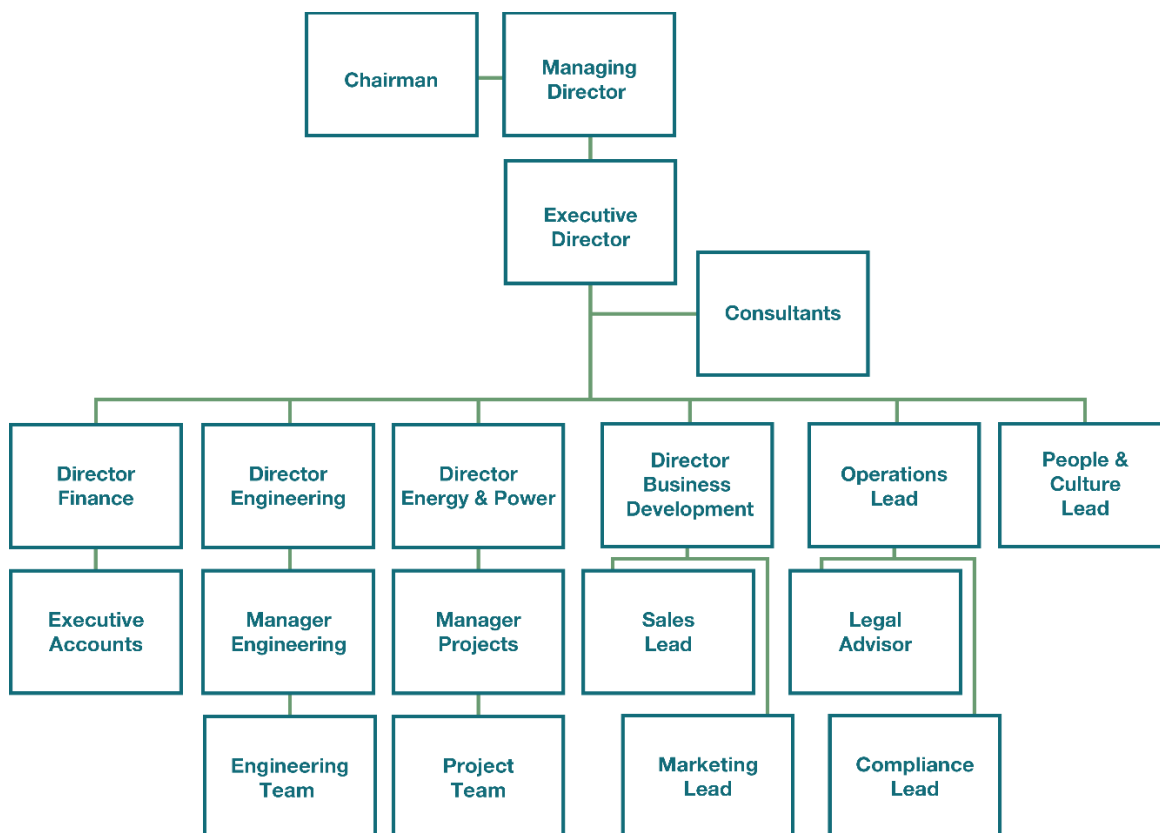 Chairman
Managing
Director
Executive
Director
Consultants
Director
Finance
Director
Engineering
Director
Energy & Power
Director
Business
Development
Operations
Lead
People &
Culture
Lead
Executive
Accounts
Manager
Engineering
Manager
Projects
Sales
Lead
Legal
Advisor
Engineering
Team
Project
Team
Marketing
Lead
Compliance
Lead